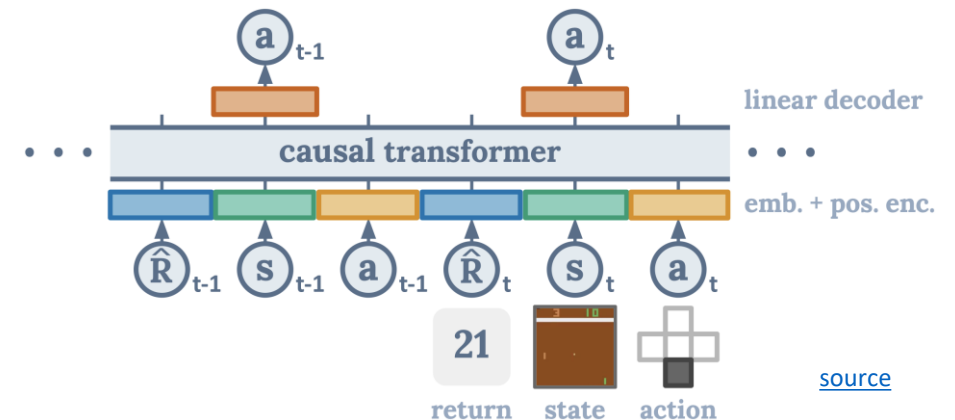 a t-1 a t
linear decoder
• • • causal transformer • • •
emb. + pos. enc.
R̂ t-1 s t-1 a t-1 R̂ t s t a t
21
3 10
source
return state action